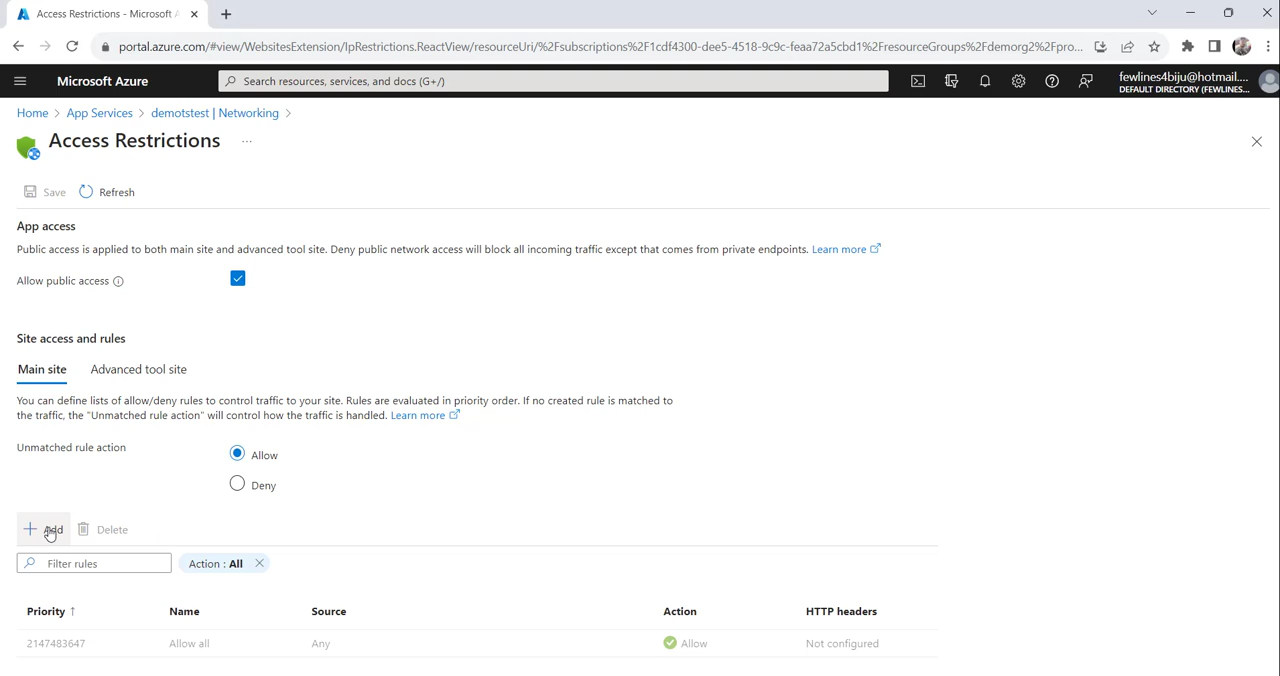 Access Restrictions - Microsoft A
portal.azure.com/#view/WebsitesExtension/IpRestrictions.ReactView/resourceUri/%2Fsubscriptions%2F1cdf4300-dee5-4518-9c9c-feaa72a5cbd1%2FresourceGroups%2Fdemorg2%2Fpro...
Microsoft Azure
Search resources, services, and docs (G+/)
fewlines4biju@hotmail....
DEFAULT DIRECTORY (FEWLINES...
Home > App Services > demotstest | Networking >
Access Restrictions ...
Save Refresh
App access
Public access is applied to both main site and advanced tool site. Deny public network access will block all incoming traffic except that comes from private endpoints. Learn more
Allow public access
Site access and rules
Main site Advanced tool site
You can define lists of allow/deny rules to control traffic to your site. Rules are evaluated in priority order. If no created rule is matched to
the traffic, the "Unmatched rule action" will control how the traffic is handled. Learn more
Unmatched rule action
Allow
Deny
Add Delete
Filter rules Action : All
Priority ↑ Name Source Action HTTP headers
2147483647 Allow all Any Allow Not configured